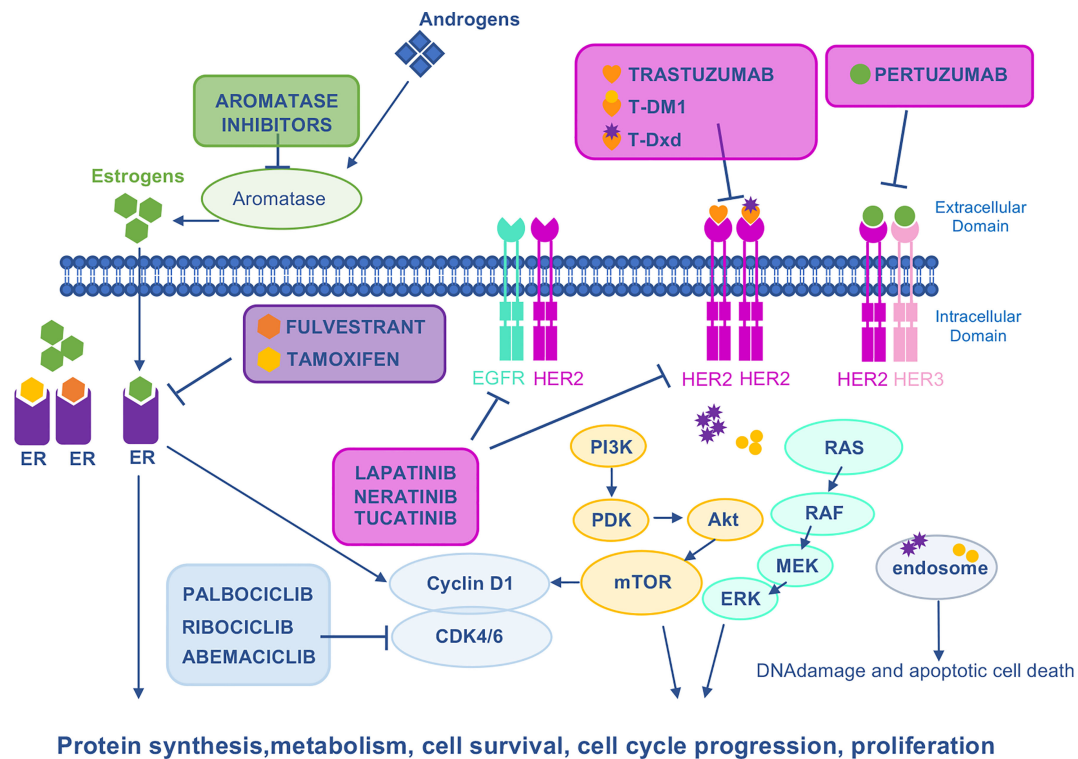 Androgens
AROMATASE
INHIBITORS
Estrogens
Aromatase
TRASTUZUMAB
T-DM1
T-Dxd
PERTUZUMAB
Extracellular
Domain
Intracellular
Domain
FULVESTRANT
TAMOXIFEN
EGFR HER2
HER2 HER2
HER2 HER3
ER ER ER
LAPATINIB
NERATINIB
TUCATINIB
PI3K
PDK
Akt
mTOR
RAS
RAF
MEK
ERK
endosome
Cyclin D1
CDK4/6
PALBOCICLIB
RIBOCICLIB
ABEMACICLIB
DNAdamage and apoptotic cell death
Protein synthesis,metabolism, cell survival, cell cycle progression, proliferation